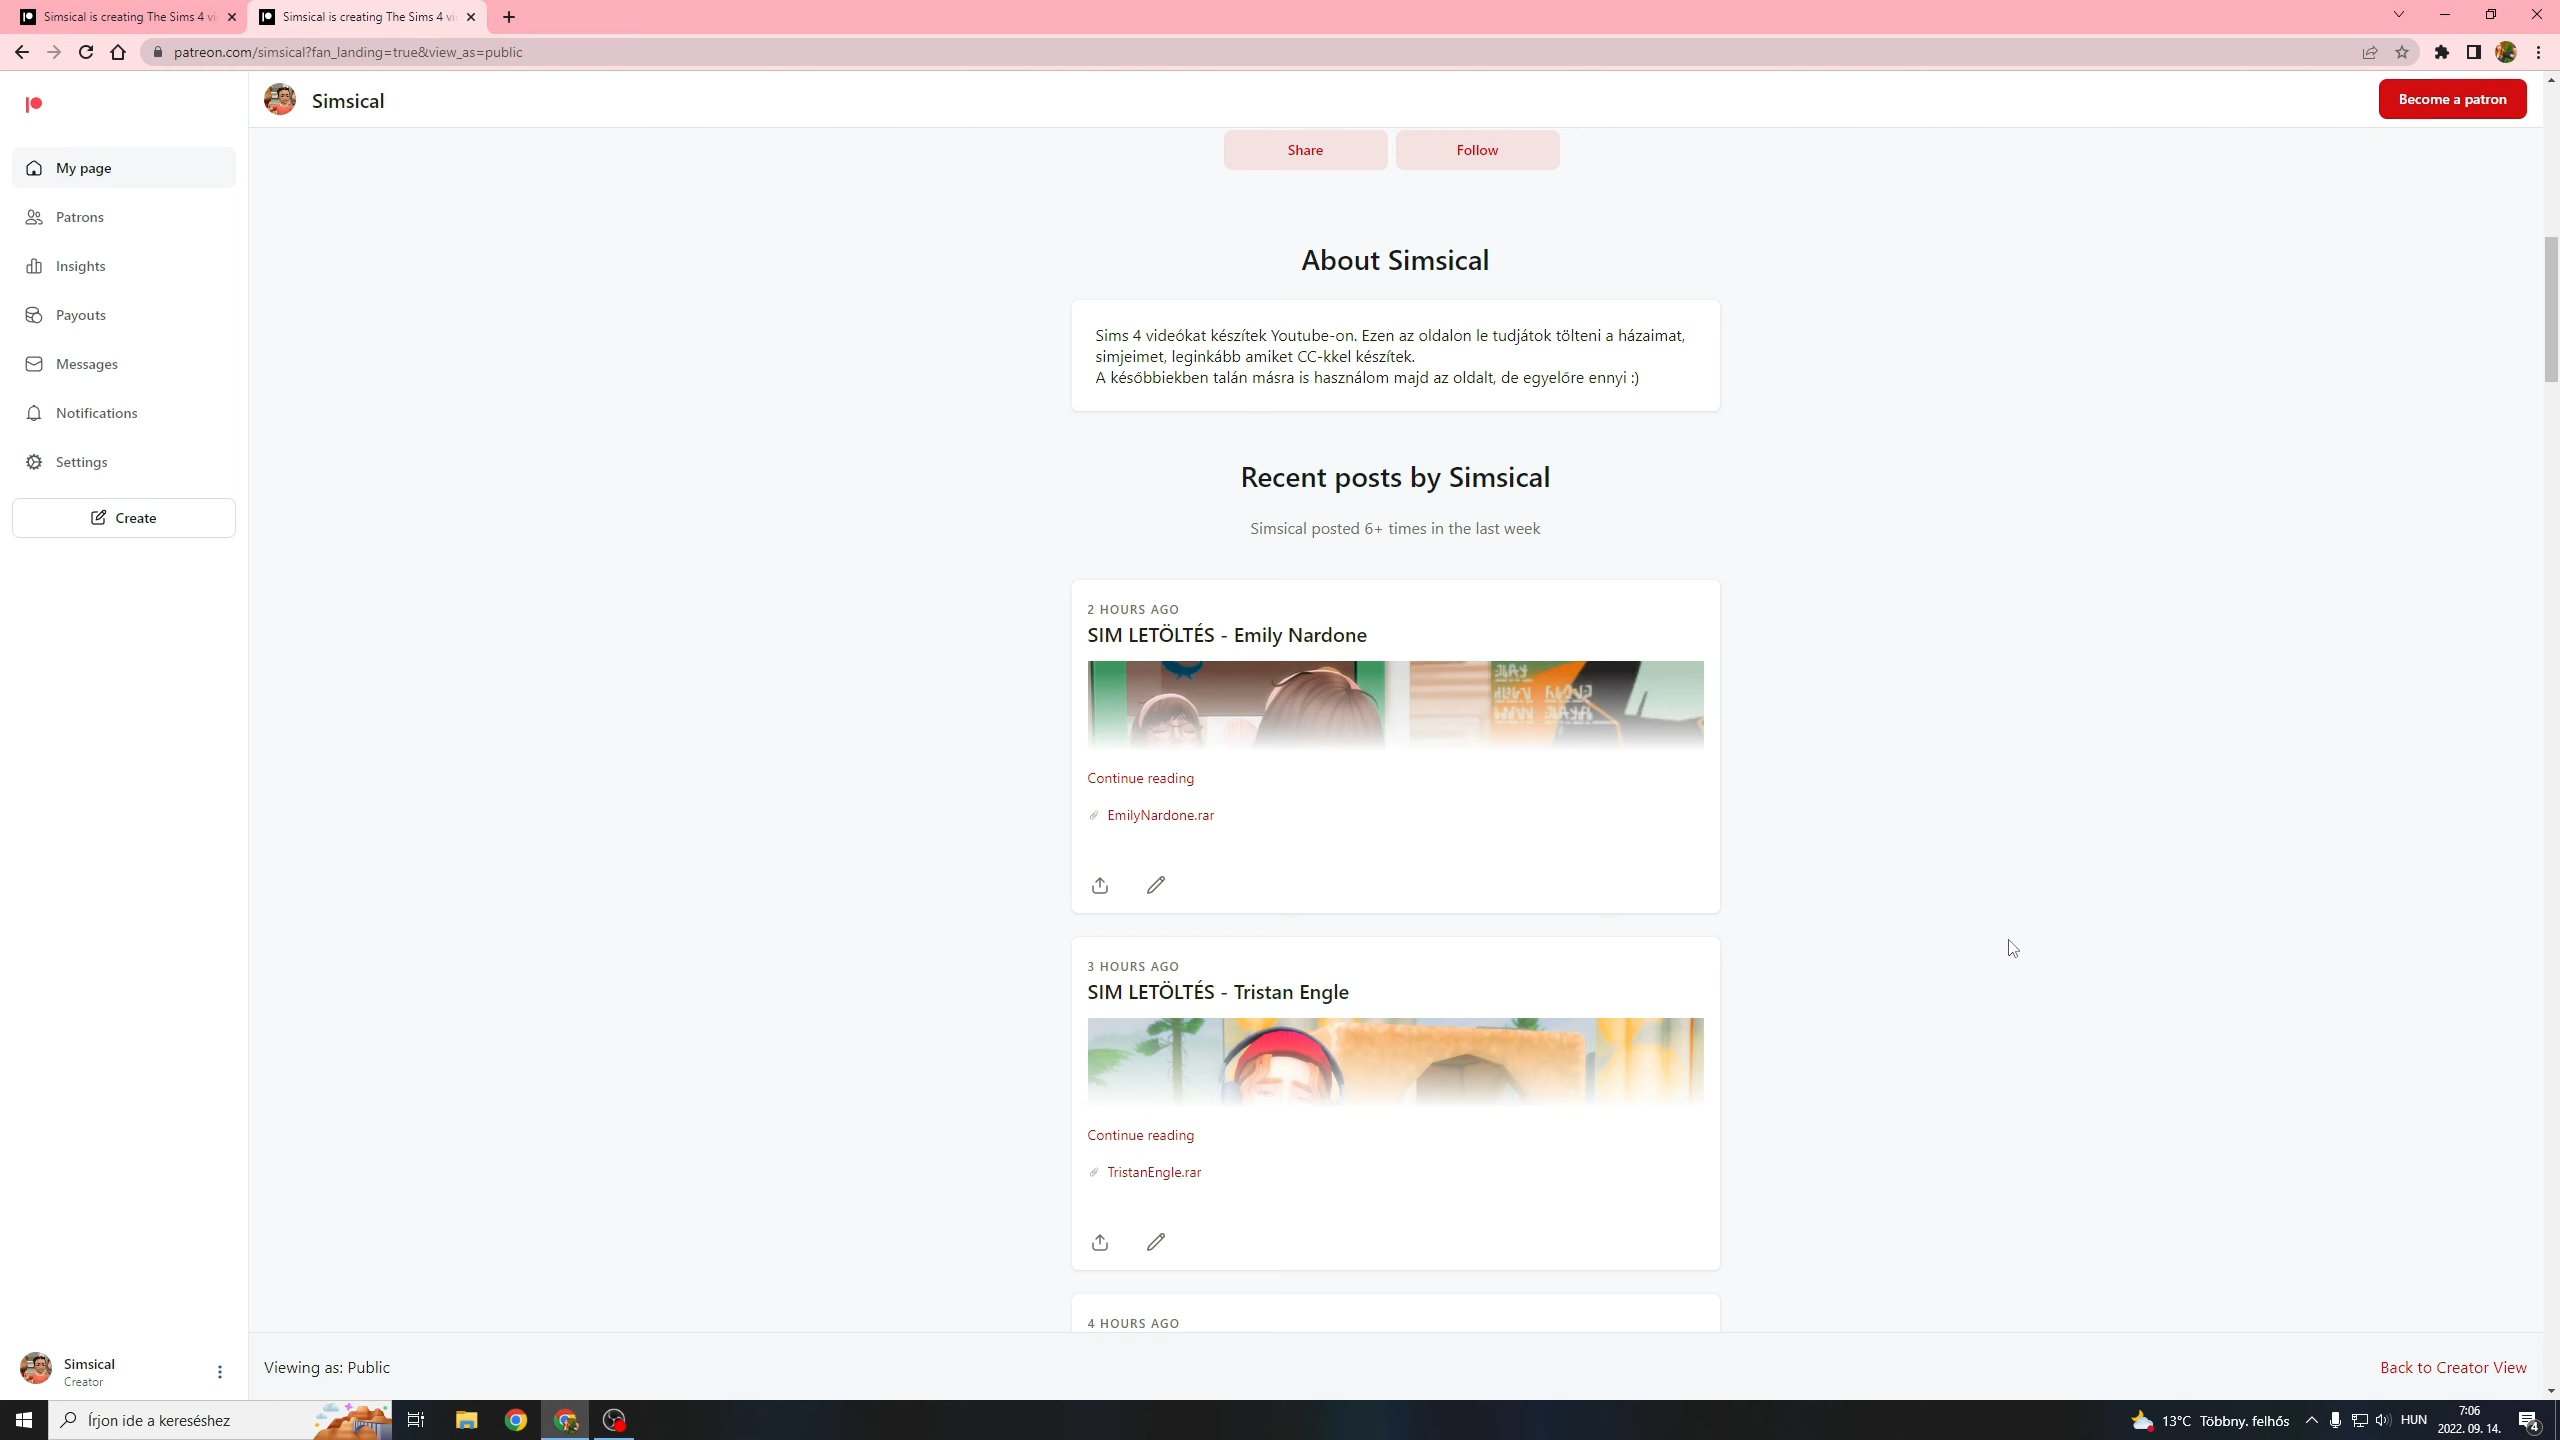 Simsical is creating The Sims 4 vi
Simsical is creating The Sims 4 vi
patreon.com/simsical?fan_landing=true&view_as=public
Simsical
Become a patron
My page
Patrons
Insights
Payouts
Messages
Notifications
Settings
Create
Share
Follow
About Simsical
Sims 4 videókat készítek Youtube-on. Ezen az oldalon le tudjátok tölteni a házaimat,
simjeimet, leginkább amiket CC-kkel készítek.
A későbbiekben talán másra is használom majd az oldalt, de egyelőre ennyi :)
Recent posts by Simsical
Simsical posted 6+ times in the last week
2 HOURS AGO
SIM LETÖLTÉS - Emily Nardone
Continue reading
EmilyNardone.rar
3 HOURS AGO
SIM LETÖLTÉS - Tristan Engle
Continue reading
TristanEngle.rar
4 HOURS AGO
Simsical
Creator
Viewing as: Public
Back to Creator View
Írjon ide a kereséshez
13°C Többny. felhős
HUN
7:06
2022. 09. 14.
4